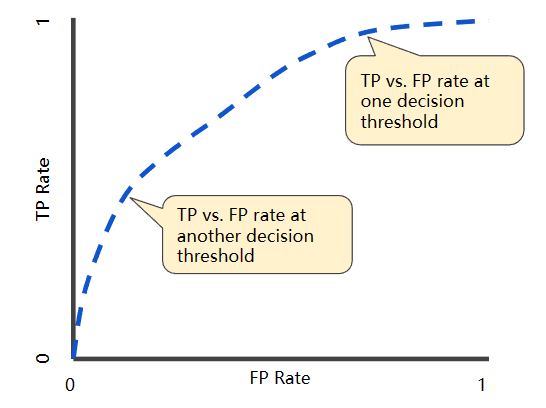 1
TP vs. FP rate at
one decision
threshold
TP Rate
TP vs. FP rate at
another decision
threshold
0
0
FP Rate
1